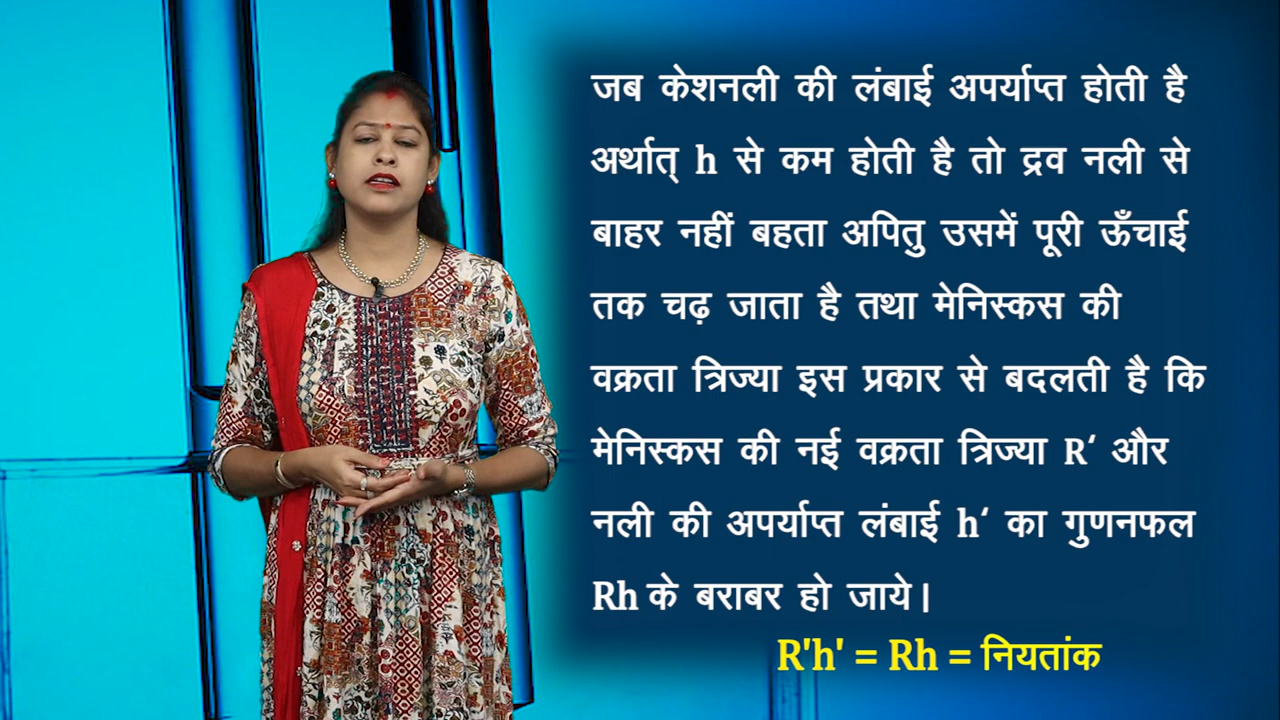 जब केशनली की लंबाई अपर्याप्त होती है
अर्थात् h से कम होती है तो द्रव नली से
बाहर नहीं बहता अपितु उसमें पूरी ऊँचाई
तक चढ़ जाता है तथा मेनिस्कस की
वक्रता त्रिज्या इस प्रकार से बदलती है कि
मेनिस्कस की नई वक्रता त्रिज्या R‘ और
नली की अपर्याप्त लंबाई h‘ का गुणनफल
Rh के बराबर हो जाये।
R'h' = Rh = नियतांक